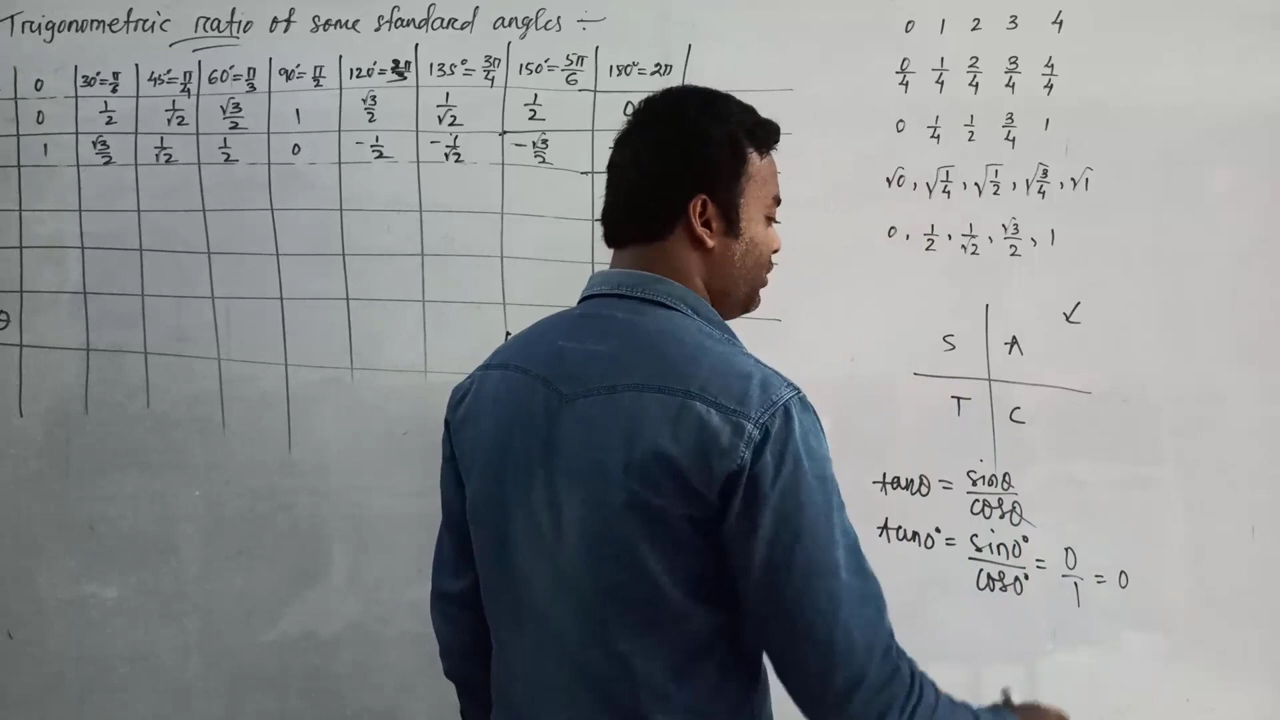 Trigonometric ratio of some standard angles :-
0 30°=π/6 45°=π/4 60°=π/3 90°=π/2 120°= 135°=3π/4 150°=5π/6 180°=2π
0 1/2 1/√2 √3/2 1 √3/2 1/√2 1/2 0
1 √3/2 1/√2 1/2 0 -1/2 -1/√2 -√3/2
θ
0 1 2 3 4
0/4 1/4 2/4 3/4 4/4
0 1/4 1/2 3/4 1
√0, √1/4, √1/2, √3/4, √1
0, 1/2, 1/√2, √3/2, 1
S A
T C
tanθ = sinθ/cosθ
tan0° = sin0°/cos0° = 0/1 = 0